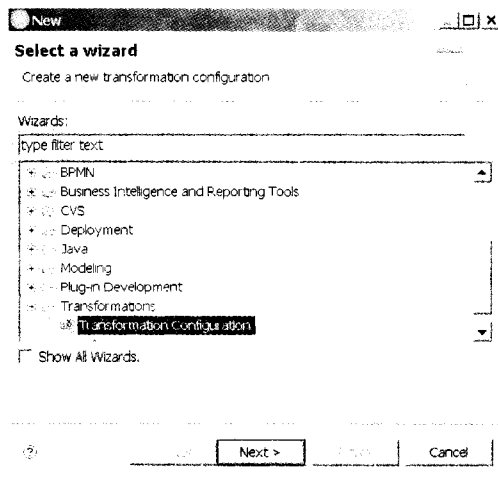 New
Select a wizard
Create a new transformation configuration
Wizards:
type filter text
BPMN
Business Intelligence and Reporting Tools
CVS
Deployment
Java
Modeling
Plug-in Development
Transformations
Transformation Configuration
Show All Wizards.
Next >
Cancel